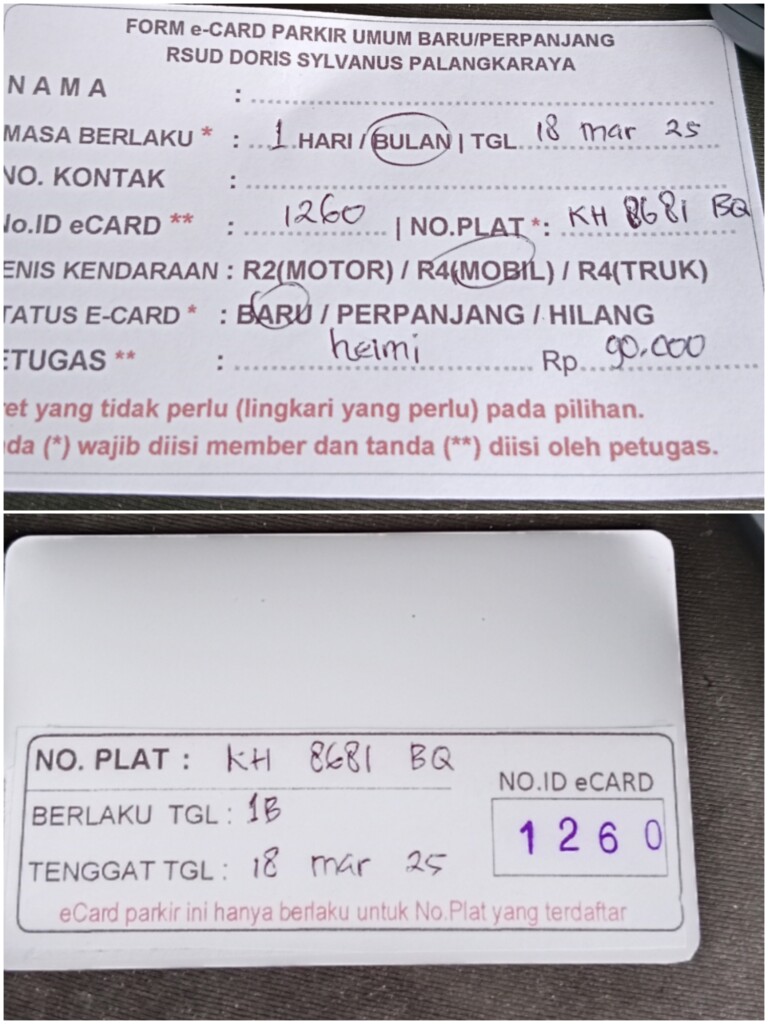 FORM e-CARD PARKIR UMUM BARU/PERPANJANG
RSUD DORIS SYLVANUS PALANGKARAYA
NAMA :
MASA BERLAKU * : 1 HARI / BULAN | TGL 18 mar 25
NO. KONTAK :
No.ID eCARD ** : 1260 | NO.PLAT *: KH 8681 BQ
ENIS KENDARAAN : R2(MOTOR) / R4(MOBIL) / R4(TRUK)
TATUS E-CARD * : BARU / PERPANJANG / HILANG
ETUGAS ** : heimi Rp. 90.000
ret yang tidak perlu (lingkari yang perlu) pada pilihan.
da (*) wajib diisi member dan tanda (**) diisi oleh petugas.
NO. PLAT : KH 8681 BQ
NO.ID eCARD
BERLAKU TGL : 1B
1260
TENGGAT TGL : 18 mar 25
eCard parkir ini hanya berlaku untuk No.Plat yang terdaftar